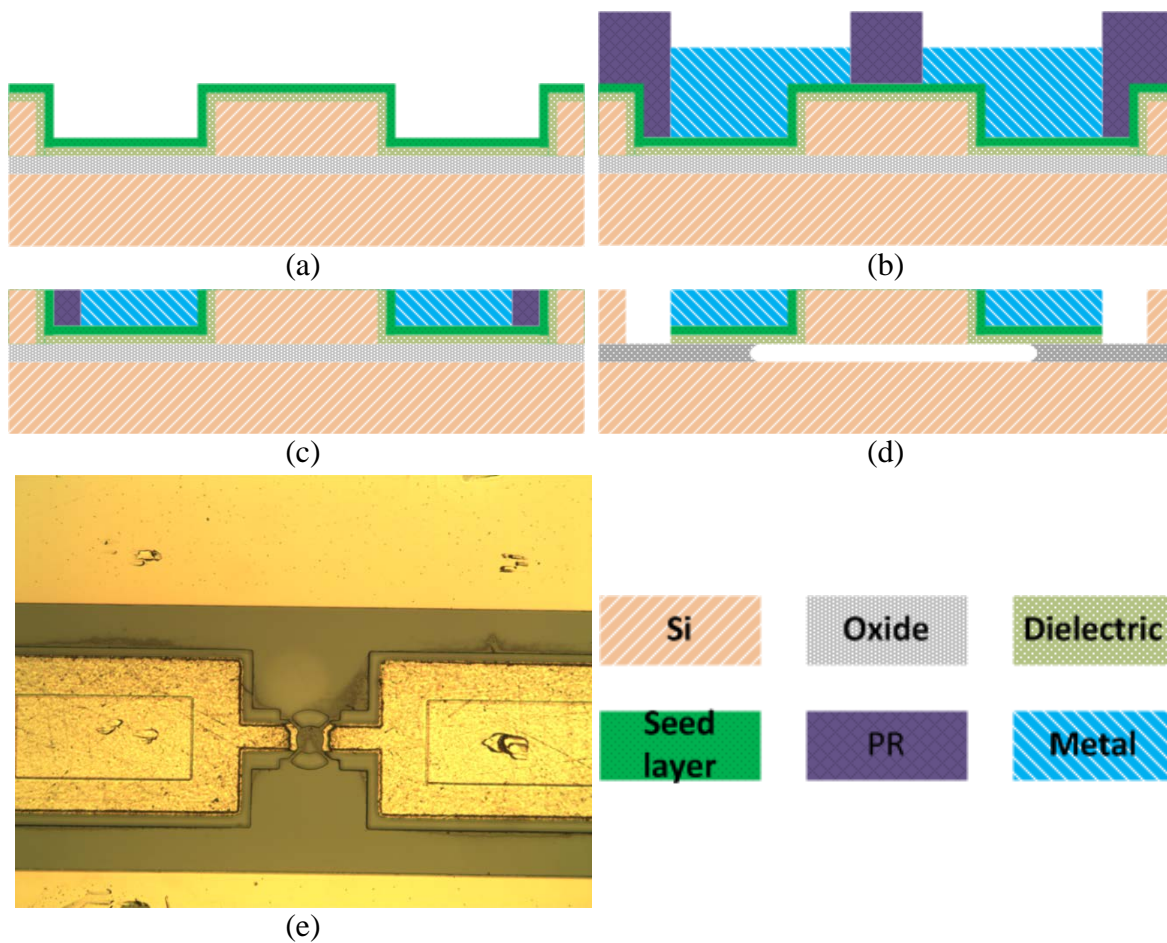 (a)
(b)
(c)
(d)
Si
Oxide
Dielectric
Seed
layer
PR
Metal
(e)